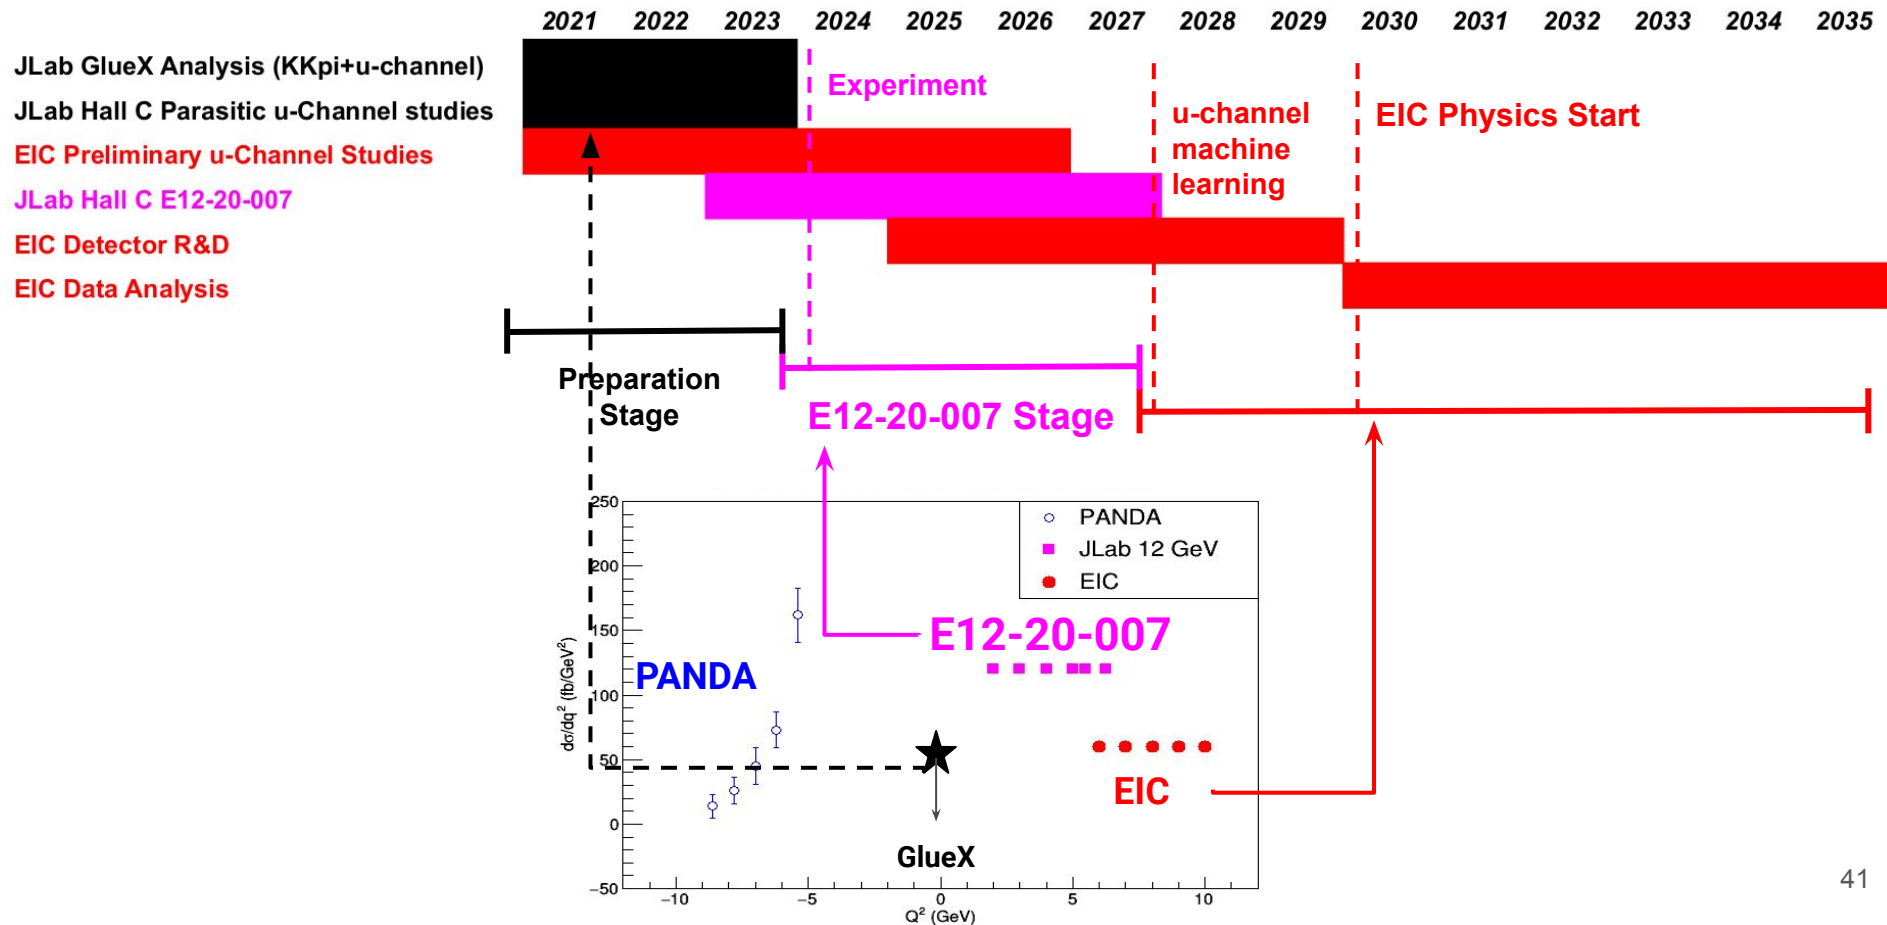 2021 2022 2023 2024 2025 2026 2027 2028 2029 2030 2031 2032 2033 2034 2035
JLab GlueX Analysis (KKpi+u-channel)
JLab Hall C Parasitic u-Channel studies
EIC Preliminary u-Channel Studies
JLab Hall C E12-20-007
EIC Detector R&D
EIC Data Analysis
Experiment
u-channel
machine
learning
EIC Physics Start
Preparation
Stage
E12-20-007 Stage
250
200
150
100
50
0
−50
dσ/dq² (fb/GeV²)
PANDA
JLab 12 GeV
EIC
E12-20-007
PANDA
EIC
GlueX
−10 −5 0 5 10
Q² (GeV)
41